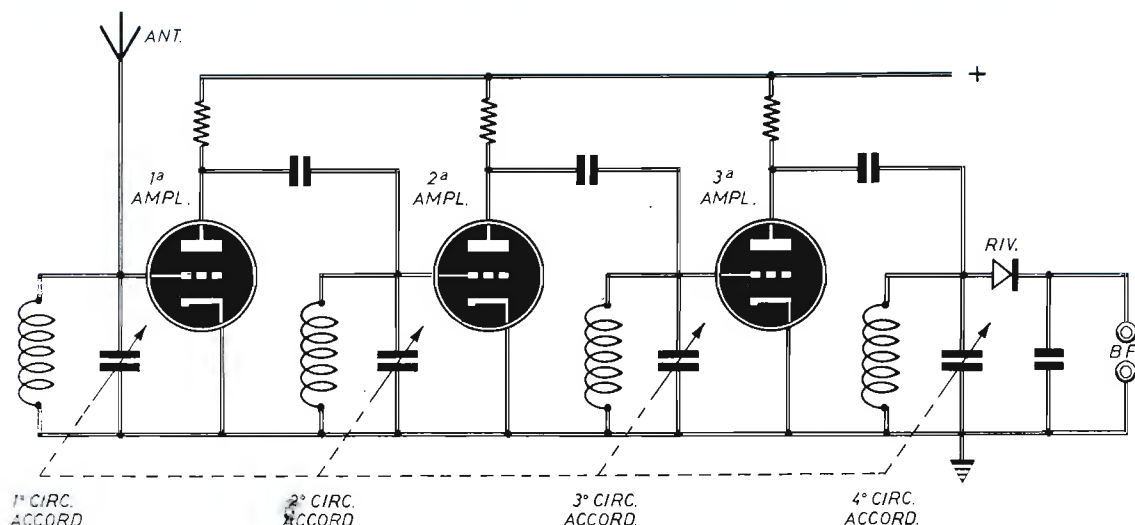 ANT.
+
1ª
AMPL.
2ª
AMPL.
3ª
AMPL.
RIV.
BF
1° CIRC.
ACCORD.
2° CIRC.
ACCORD.
3° CIRC.
ACCORD.
4° CIRC.
ACCORD.